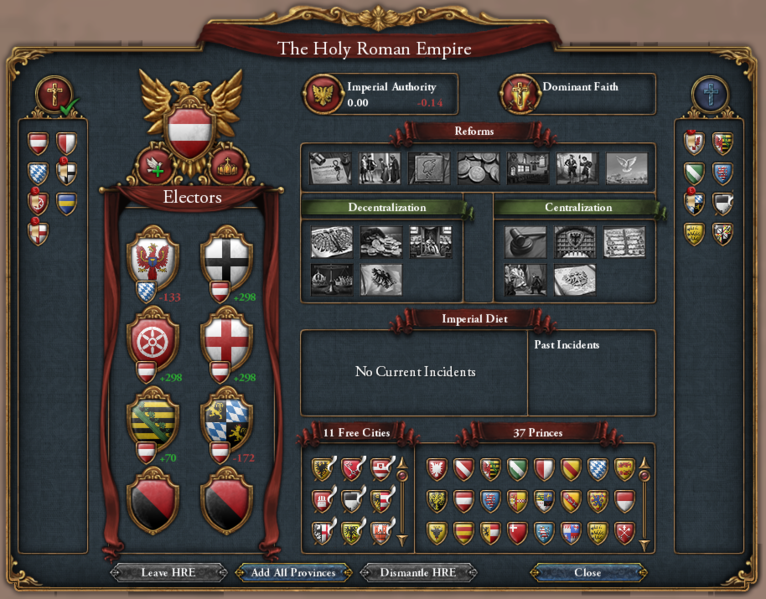 The Holy Roman Empire
Imperial Authority
0.00 -0.14
Dominant Faith
Reforms
Electors
Decentralization
Centralization
-133
+298
+298
+298
+70
-172
Imperial Diet
No Current Incidents
Past Incidents
11 Free Cities
37 Princes
Leave HRE
Add All Provinces
Dismantle HRE
Close